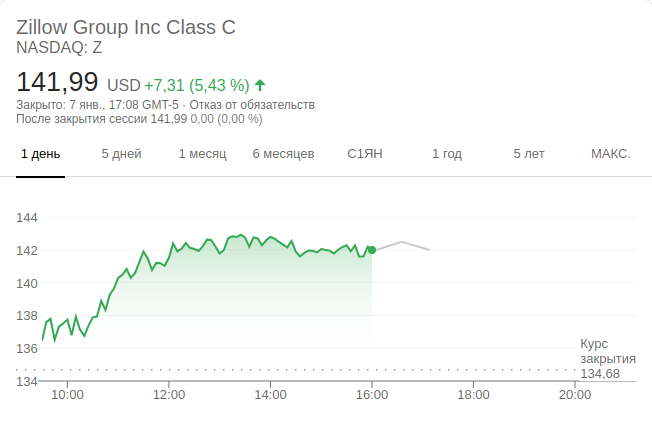 Zillow Group Inc Class C
NASDAQ: Z
141,99 USD +7,31 (5,43 %)
Закрыто: 7 янв., 17:08 GMT-5 · Отказ от обязательств
После закрытия сессии 141,99 0,00 (0,00 %)
1 день 5 дней 1 месяц 6 месяцев С1ЯН 1 год 5 лет МАКС.
144
142
140
138
136
Курс
закрытия
134,68
134
10:00 12:00 14:00 16:00 18:00 20:00